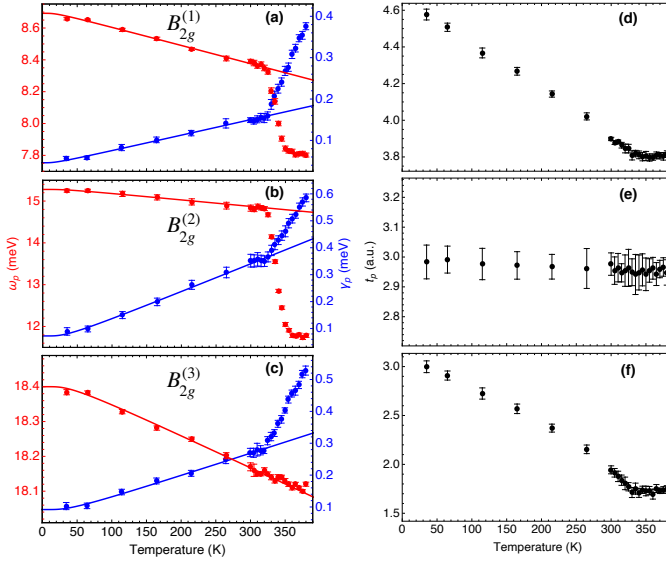 8.6 B_{2g}^{(1)} (a) 0.4
8.4 0.3
8.2 0.2
8.0 0.1
7.8
4.6 (d)
4.4
4.2
4.0
3.8
15 B_{2g}^{(2)} (b) 0.6
14 0.5
13 0.4
12 0.3
0.2
0.1
ω_p (meV)
γ_p (meV)
3.2 (e)
3.1
3.0
2.9
2.8
t_p (a.u.)
18.4 B_{2g}^{(3)} (c) 0.5
18.3 0.4
18.2 0.3
18.1 0.2
0.1
0 50 100 150 200 250 300 350
Temperature (K)
3.0 (f)
2.5
2.0
1.5
0 50 100 150 200 250 300 350
Temperature (K)